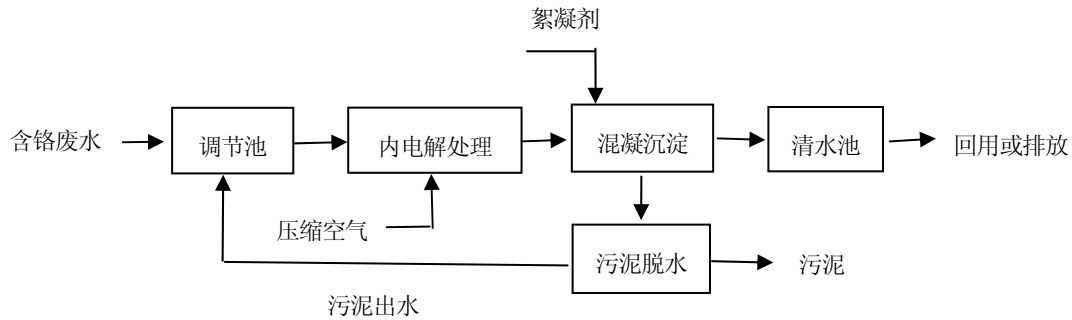 絮凝剂
含铬废水
调节池
内电解处理
混凝沉淀
清水池
回用或排放
压缩空气
污泥脱水
污泥
污泥出水